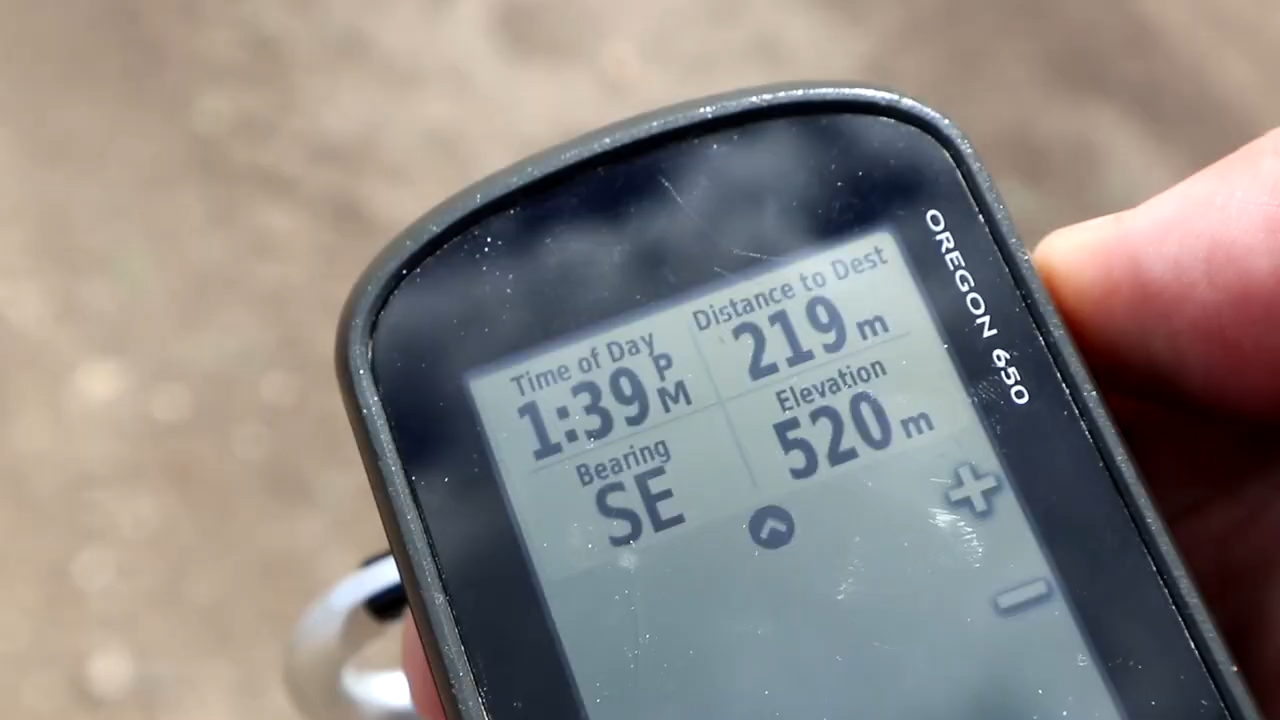 OREGON 650
Time of Day
1:39 PM
Distance to Dest
219 m
Bearing
SE
Elevation
520 m